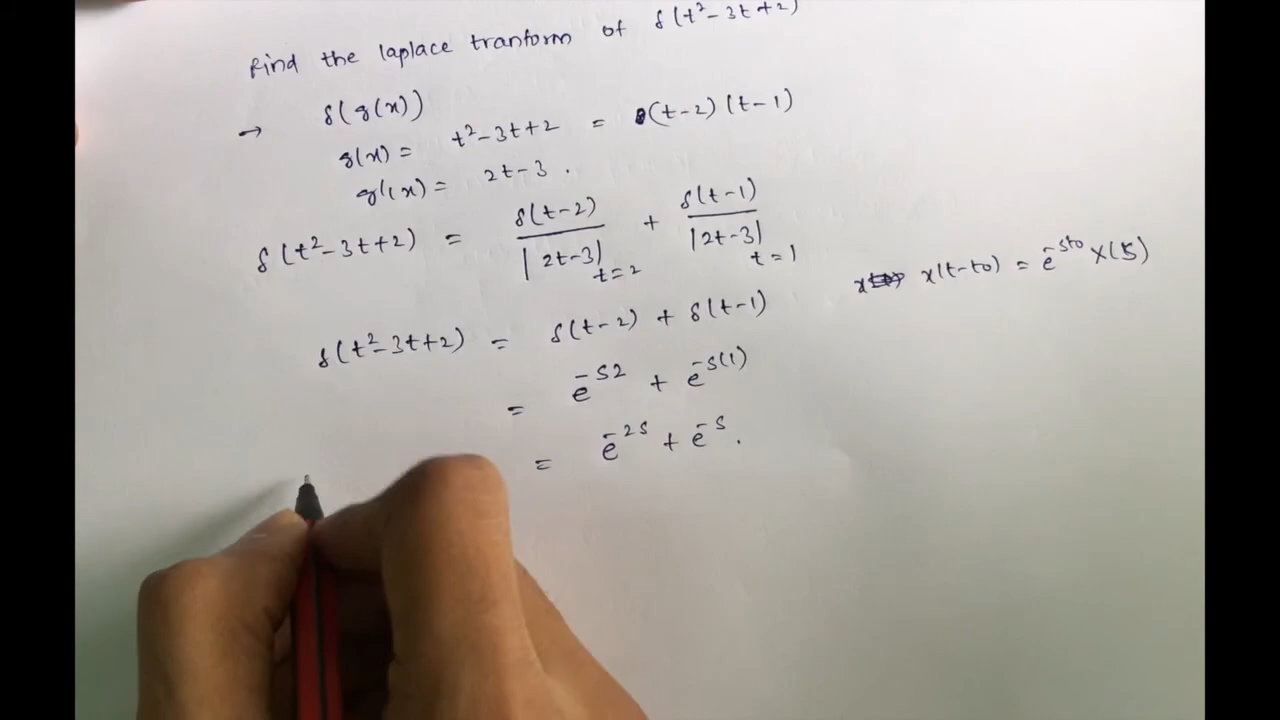 Find the laplace tranform of δ(t²-3t+2)
→ δ(g(x))
g(x) = t²-3t+2 = (t-2)(t-1)
g'(x) = 2t-3.
δ(t²-3t+2) = δ(t-2)/|2t-3| t=2 + δ(t-1)/|2t-3| t=1
x(t-t0) = e^-st0 X(s)
δ(t²-3t+2) = δ(t-2) + δ(t-1)
= e^-s2 + e^-s(1)
= e^-2s + e^-s.